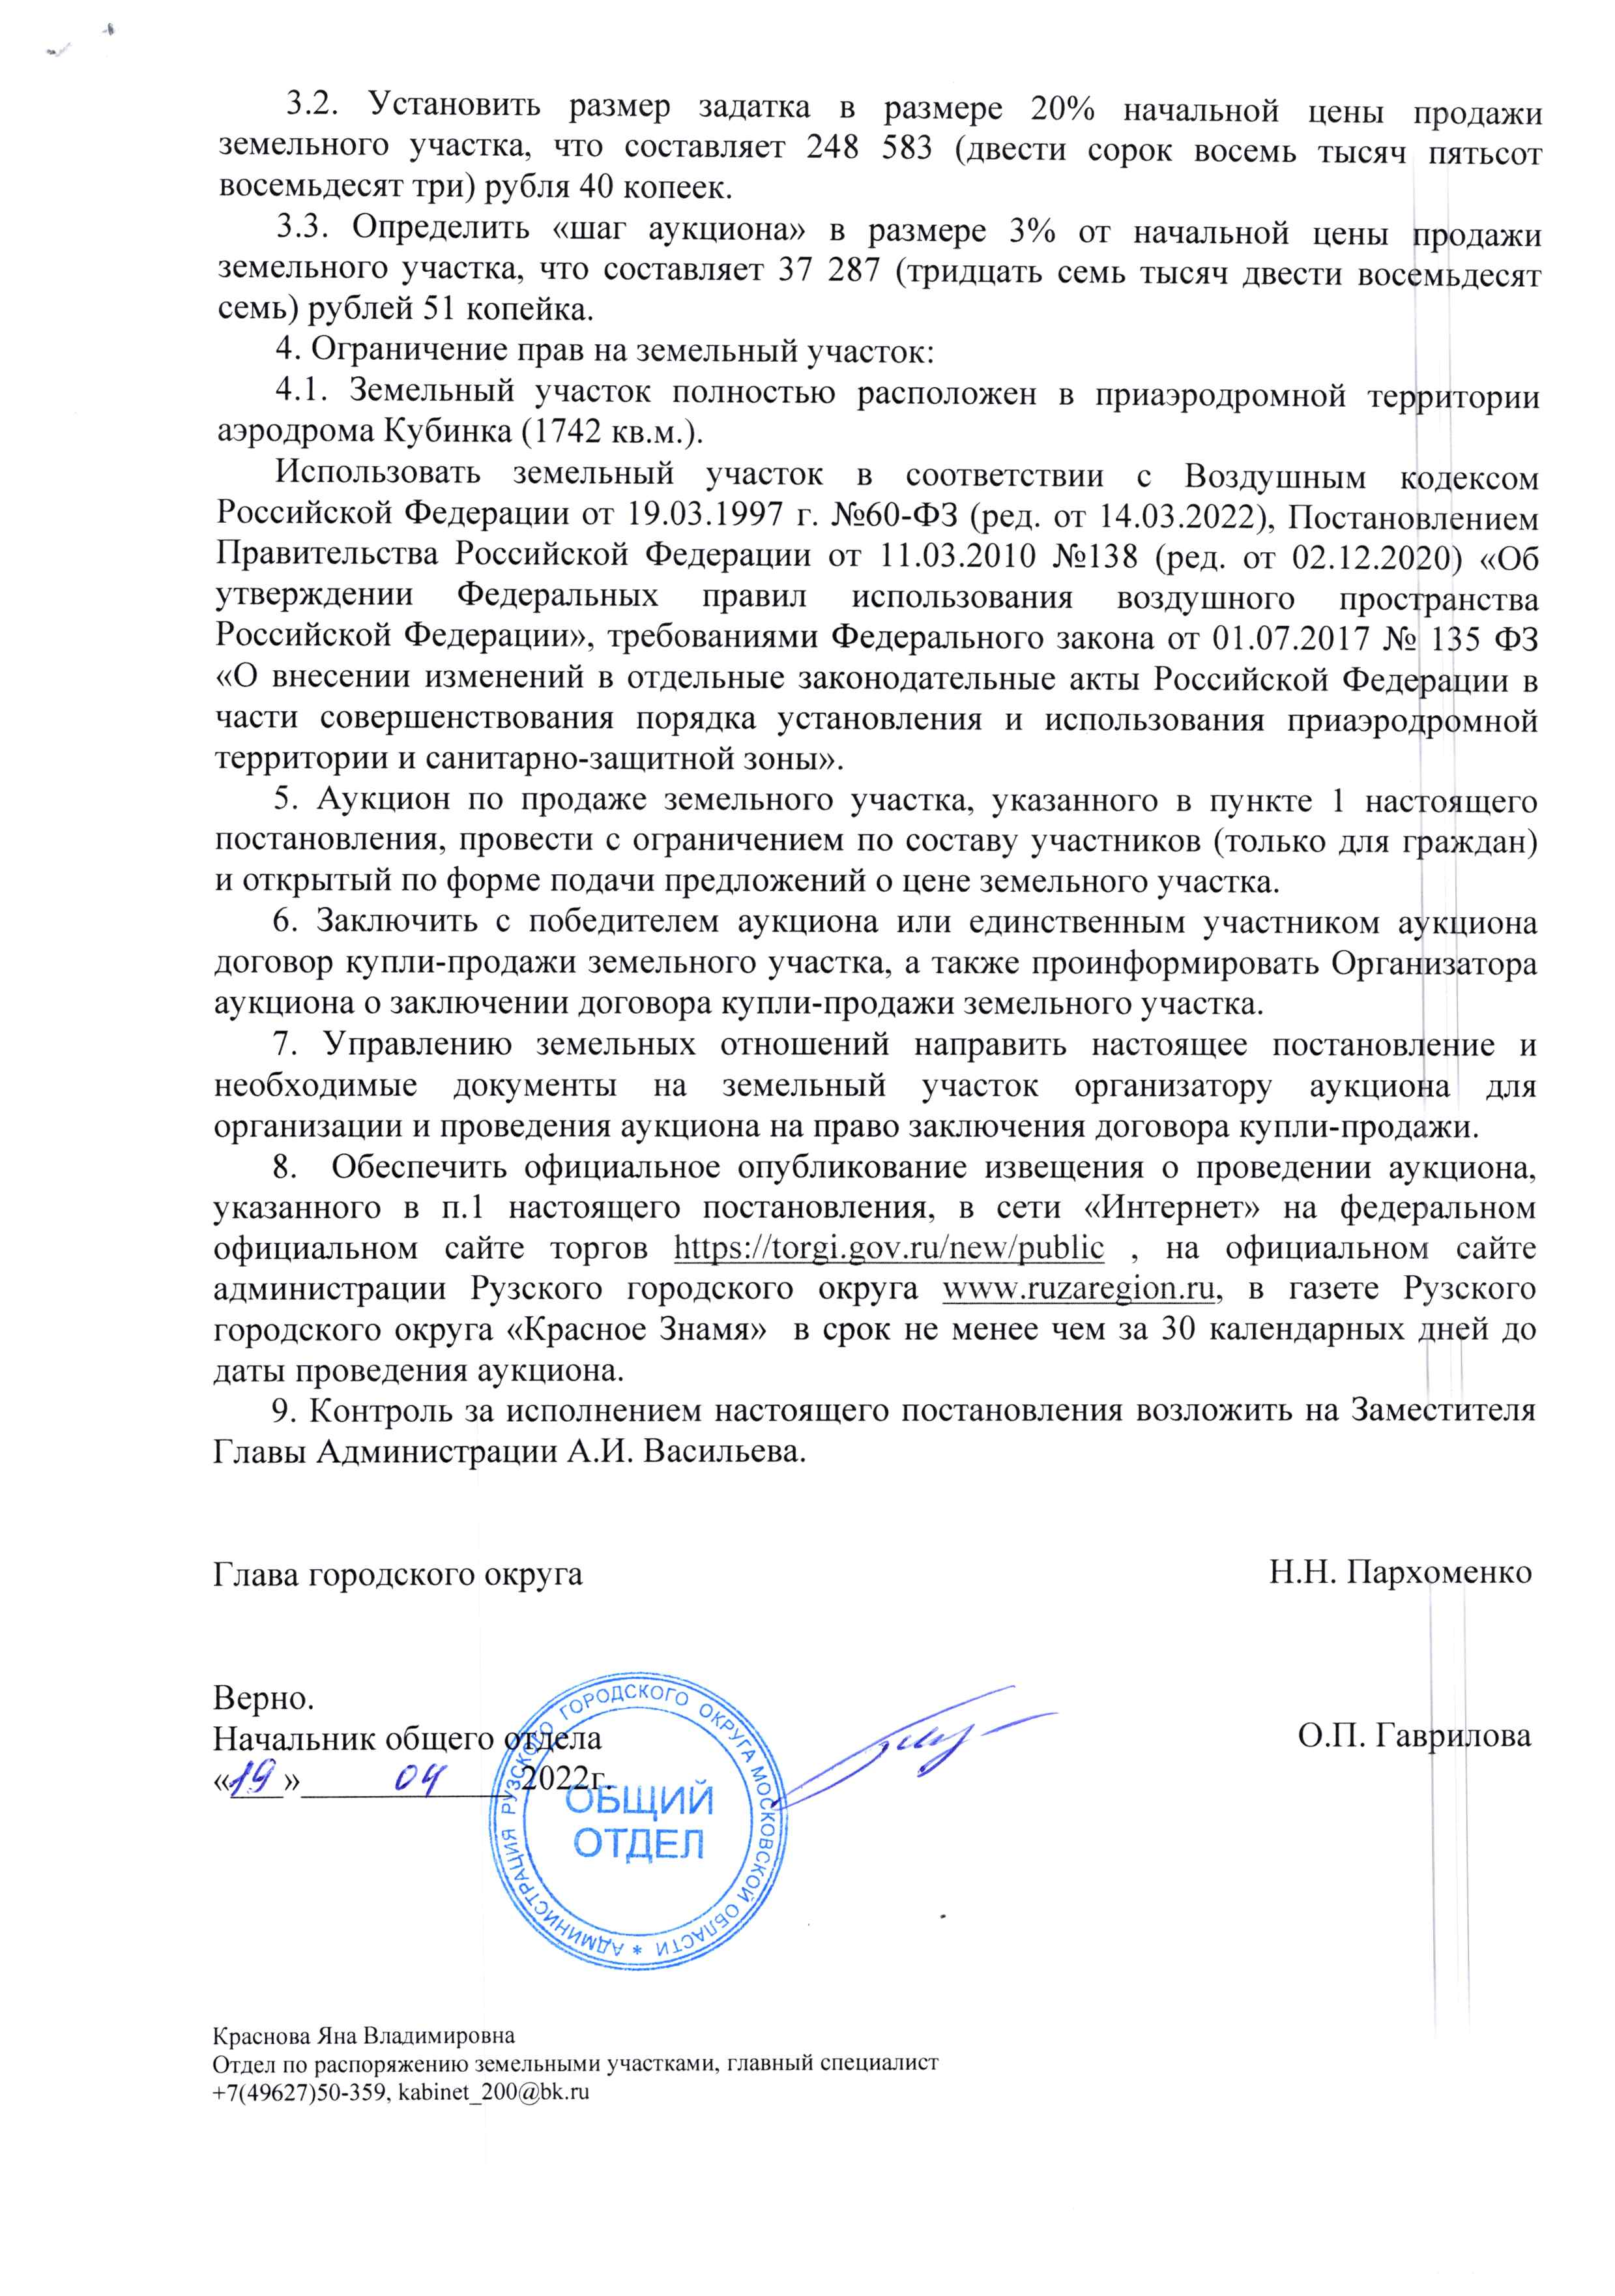 3.2. Установить размер задатка в размере 20% начальной цены продажи
земельного участка, что составляет 248 583 (двести сорок восемь тысяч пятьсот
восемьдесят три) рубля 40 копеек.
3.3. Определить «шаг аукциона» в размере 3% от начальной цены продажи
земельного участка, что составляет 37 287 (тридцать семь тысяч двести восемьдесят
семь) рублей 51 копейка.
4. Ограничение прав на земельный участок:
4.1. Земельный участок полностью расположен в приаэродромной территории
аэродрома Кубинка (1742 кв.м.).
Использовать земельный участок в соответствии с Воздушным кодексом
Российской Федерации от 19.03.1997 г. №60-ФЗ (ред. от 14.03.2022), Постановлением
Правительства Российской Федерации от 11.03.2010 №138 (ред. от 02.12.2020) «Об
утверждении Федеральных правил использования воздушного пространства
Российской Федерации», требованиями Федерального закона от 01.07.2017 № 135 ФЗ
«О внесении изменений в отдельные законодательные акты Российской Федерации в
части совершенствования порядка установления и использования приаэродромной
территории и санитарно-защитной зоны».
5. Аукцион по продаже земельного участка, указанного в пункте 1 настоящего
постановления, провести с ограничением по составу участников (только для граждан)
и открытый по форме подачи предложений о цене земельного участка.
6. Заключить с победителем аукциона или единственным участником аукциона
договор купли-продажи земельного участка, а также проинформировать Организатора
аукциона о заключении договора купли-продажи земельного участка.
7. Управлению земельных отношений направить настоящее постановление и
необходимые документы на земельный участок организатору аукциона для
организации и проведения аукциона на право заключения договора купли-продажи.
8. Обеспечить официальное опубликование извещения о проведении аукциона,
указанного в п.1 настоящего постановления, в сети «Интернет» на федеральном
официальном сайте торгов https://torgi.gov.ru/new/public , на официальном сайте
администрации Рузского городского округа www.ruzaregion.ru, в газете Рузского
городского округа «Красное Знамя» в срок не менее чем за 30 календарных дней до
даты проведения аукциона.
9. Контроль за исполнением настоящего постановления возложить на Заместителя
Главы Администрации А.И. Васильева.
Глава городского округа Н.Н. Пархоменко
Верно.
Начальник общего отдела О.П. Гаврилова
«19» 04 2022г.
АДМИНИСТРАЦИЯ РУЗСКОГО ГОРОДСКОГО ОКРУГА МОСКОВСКОЙ ОБЛАСТИ *
ОБЩИЙ
ОТДЕЛ
Краснова Яна Владимировна
Отдел по распоряжению земельными участками, главный специалист
+7(49627)50-359, kabinet_200@bk.ru